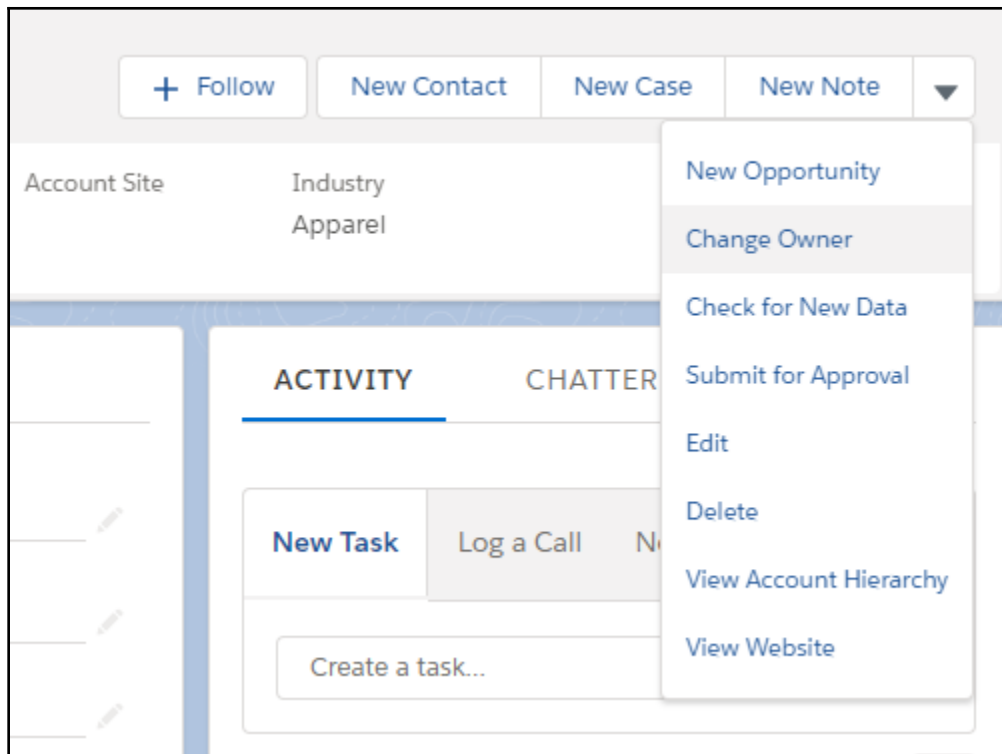 + Follow
New Contact
New Case
New Note
Account Site
Industry
Apparel
New Opportunity
Change Owner
Check for New Data
Submit for Approval
Edit
Delete
View Account Hierarchy
View Website
ACTIVITY
CHATTER
New Task
Log a Call
Create a task...